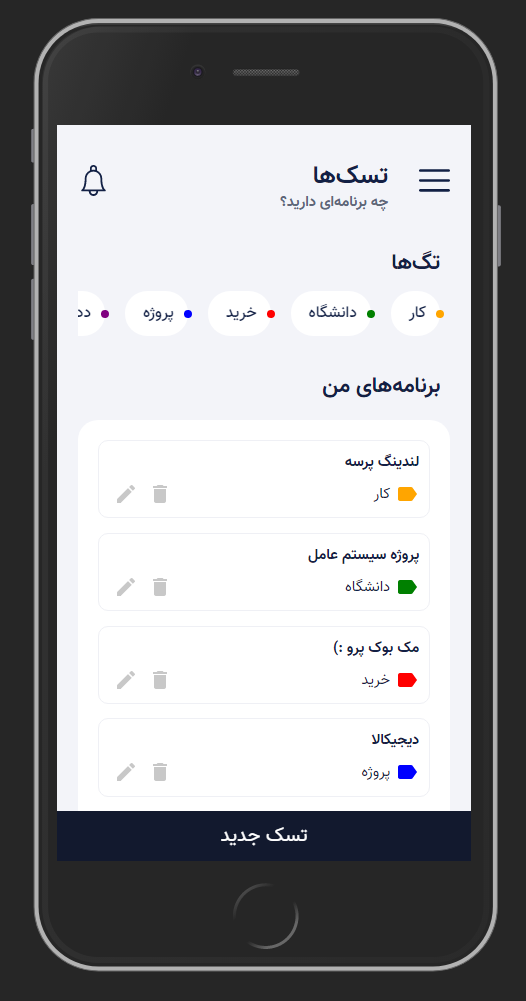 تسک‌ها
چه برنامه‌ای دارید؟
تگ‌ها
کار دانشگاه خرید پروژه دد
برنامه‌های من
لندینگ پرسه
کار
پروژه سیستم عامل
دانشگاه
مک بوک پرو :)
خرید
دیجیکالا
پروژه
تسک جدید